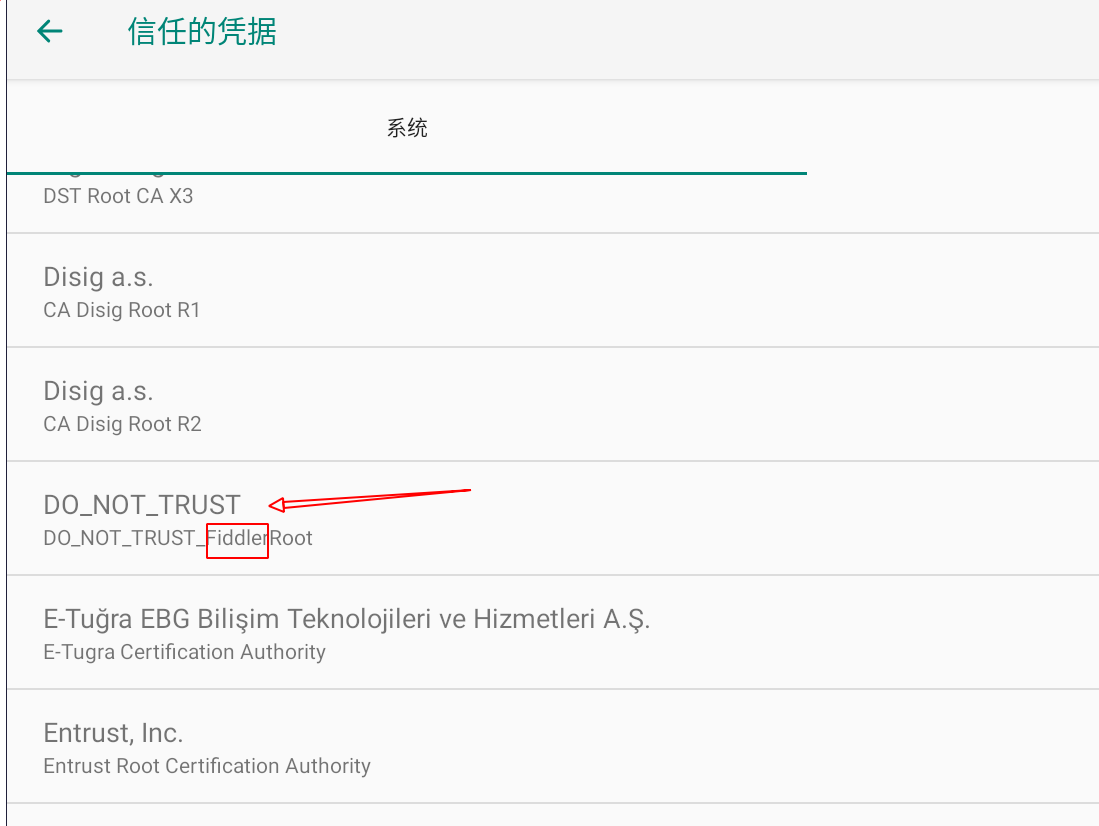 信任的凭据
系统
DST Root CA X3
Disig a.s.
CA Disig Root R1
Disig a.s.
CA Disig Root R2
DO_NOT_TRUST
DO_NOT_TRUST_FiddlerRoot
E-Tuğra EBG Bilişim Teknolojileri ve Hizmetleri A.Ş.
E-Tugra Certification Authority
Entrust, Inc.
Entrust Root Certification Authority